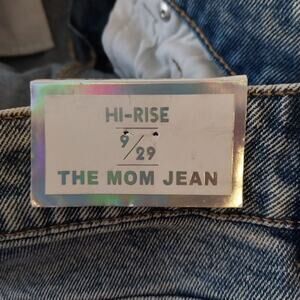 HI-RISE
9/29
THE MOM JEAN